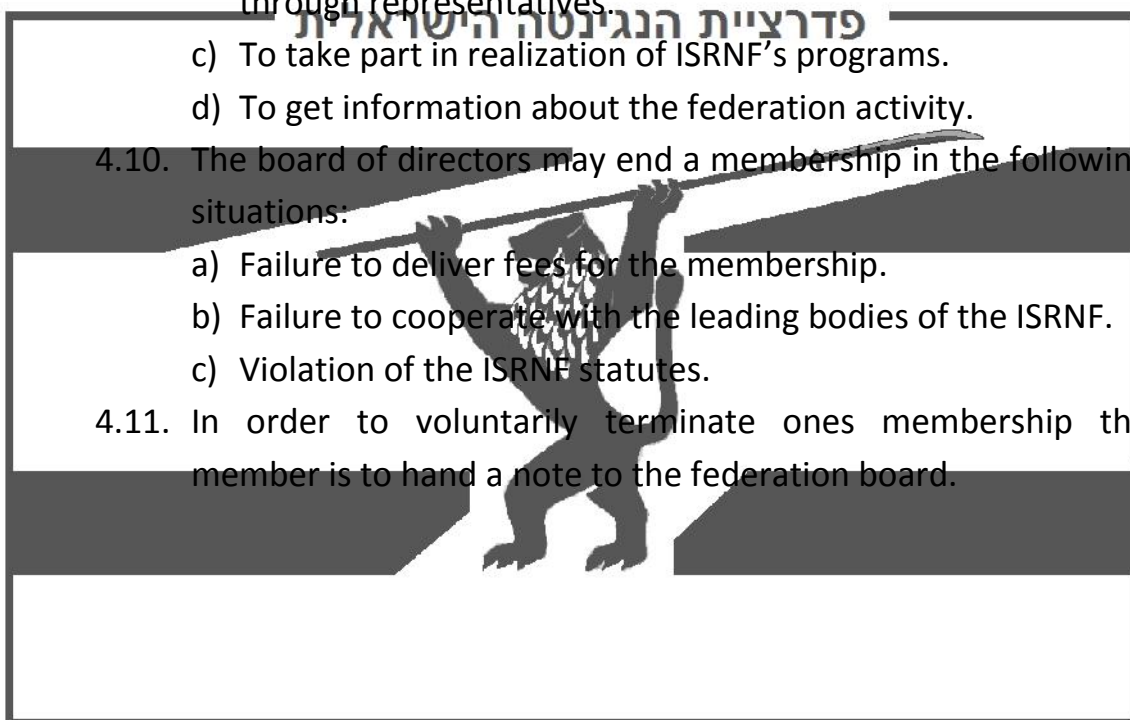 through representatives.
פדרציית הנגינטה הישראלית
c) To take part in realization of ISRNF’s programs.
d) To get information about the federation activity.
4.10. The board of directors may end a membership in the followin
situations:
a) Failure to deliver fees for the membership.
b) Failure to cooperate with the leading bodies of the ISRNF.
c) Violation of the ISRNF statutes.
4.11. In order to voluntarily terminate ones membership th
member is to hand a note to the federation board.